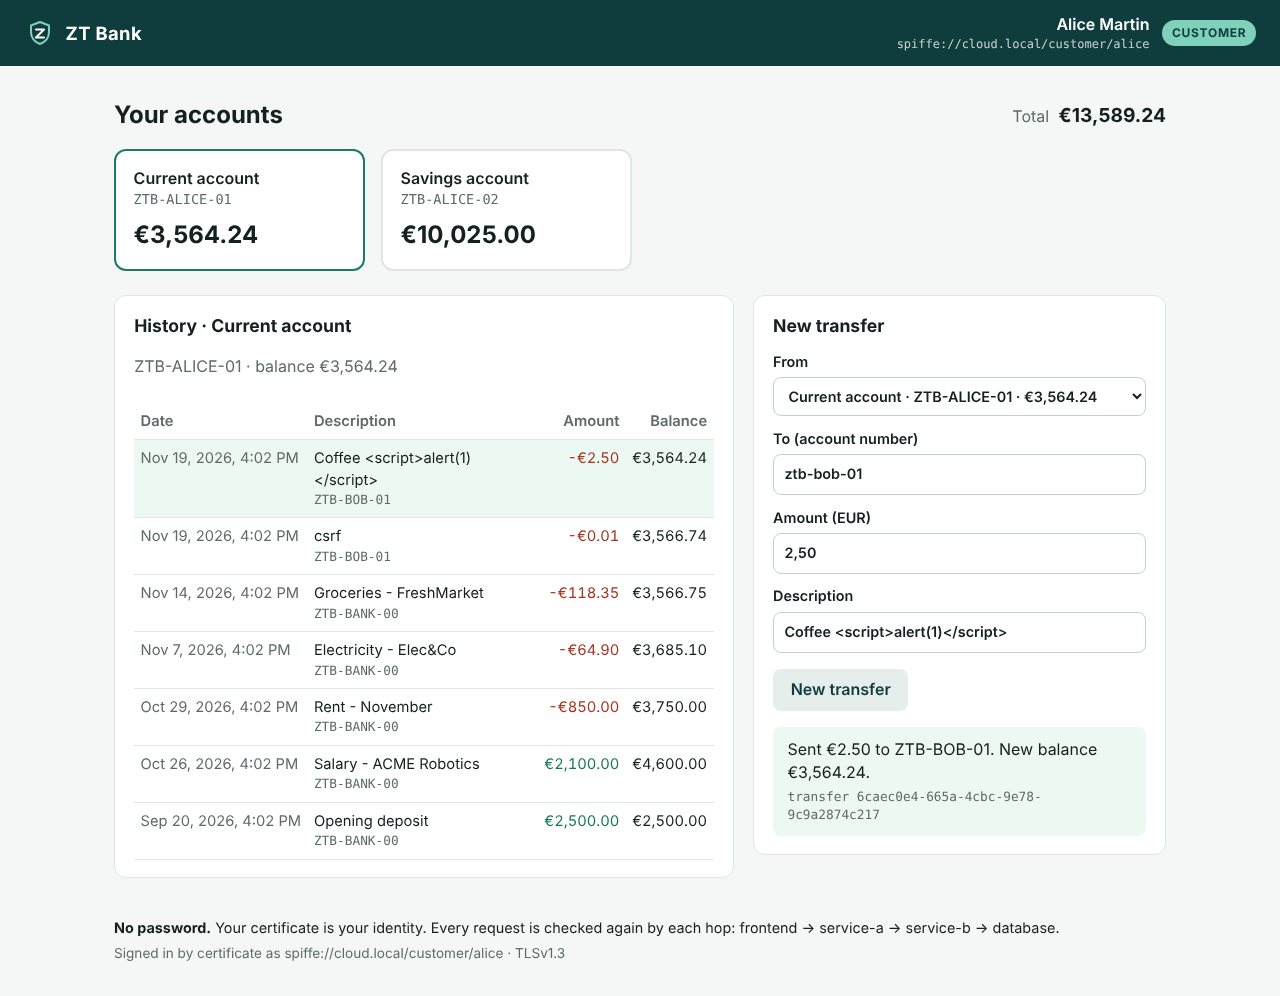 ZT Bank
Alice Martin
spiffe://cloud.local/customer/alice
CUSTOMER
Your accounts
Total €13,589.24
Current account
ZTB-ALICE-01
€3,564.24
Savings account
ZTB-ALICE-02
€10,025.00
History · Current account
ZTB-ALICE-01 · balance €3,564.24
Date Description Amount Balance
Nov 19, 2026, 4:02 PM Coffee <script>alert(1) -€2.50 €3,564.24
</script>
ZTB-BOB-01
Nov 19, 2026, 4:02 PM csrf -€0.01 €3,566.74
ZTB-BOB-01
Nov 14, 2026, 4:02 PM Groceries - FreshMarket -€118.35 €3,566.75
ZTB-BANK-00
Nov 7, 2026, 4:02 PM Electricity - Elec&Co -€64.90 €3,685.10
ZTB-BANK-00
Oct 29, 2026, 4:02 PM Rent - November -€850.00 €3,750.00
ZTB-BANK-00
Oct 26, 2026, 4:02 PM Salary - ACME Robotics €2,100.00 €4,600.00
ZTB-BANK-00
Sep 20, 2026, 4:02 PM Opening deposit €2,500.00 €2,500.00
ZTB-BANK-00
New transfer
From
Current account · ZTB-ALICE-01 · €3,564.24
To (account number)
ztb-bob-01
Amount (EUR)
2,50
Description
Coffee <script>alert(1)</script>
New transfer
Sent €2.50 to ZTB-BOB-01. New balance
€3,564.24.
transfer 6caec0e4-665a-4cbc-9e78-
9c9a2874c217
No password. Your certificate is your identity. Every request is checked again by each hop: frontend → service-a → service-b → database.
Signed in by certificate as spiffe://cloud.local/customer/alice · TLSv1.3